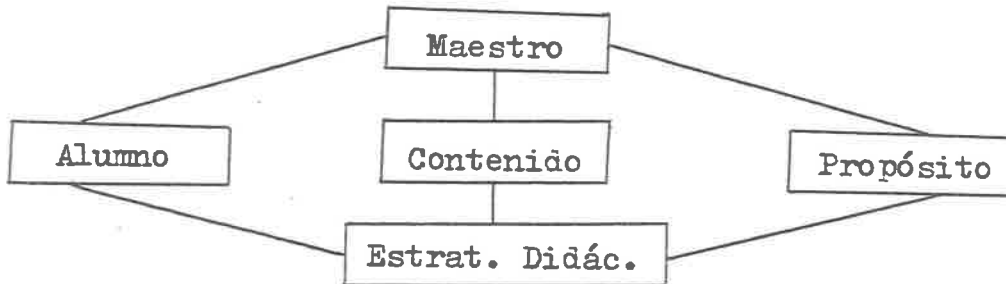 Maestro
Alumno
Contenido
Propósito
Estrat. Didác.